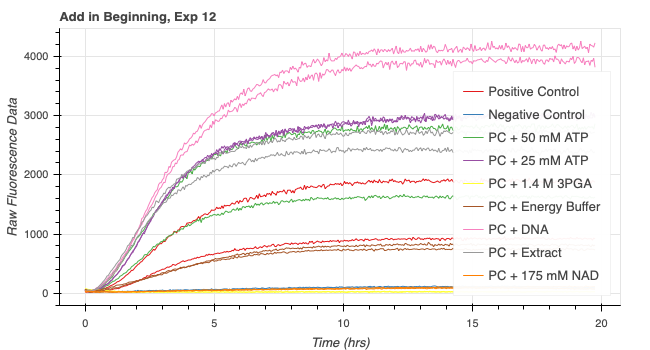 Add in Beginning, Exp 12
Raw Fluorescence Data
4000
3000
2000
1000
0
Positive Control
Negative Control
PC + 50 mM ATP
PC + 25 mM ATP
PC + 1.4 M 3PGA
PC + Energy Buffer
PC + DNA
PC + Extract
PC + 175 mM NAD
0
5
10
15
20
Time (hrs)